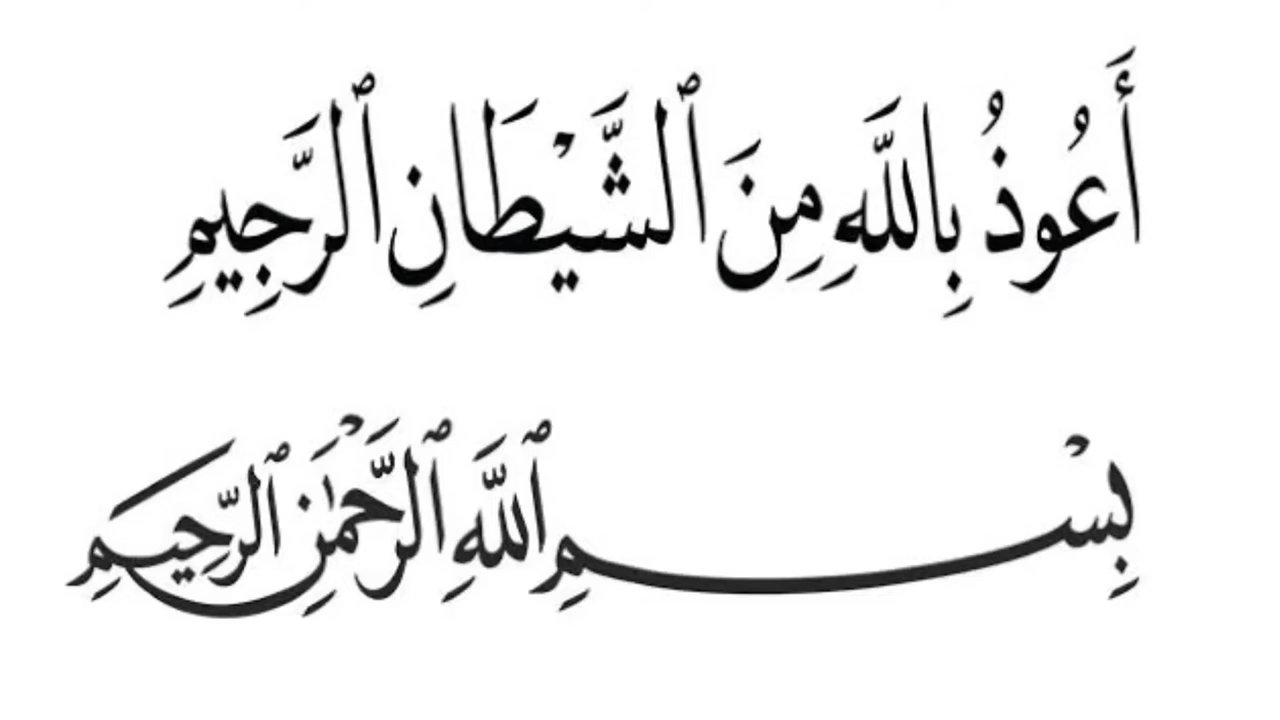 أَعُوذُ بِاللَّهِ مِنَ ٱلشَّيْطَانِ ٱلرَّجِيمِ
بِسْمِ ٱللَّهِ ٱلرَّحْمَٰنِ ٱلرَّحِيمِ